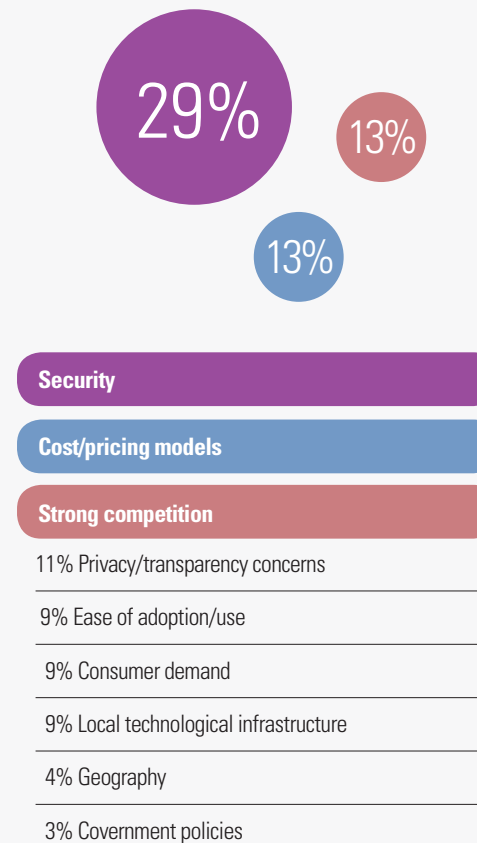 29%
13%
13%
Security
Cost/pricing models
Strong competition
11% Privacy/transparency concerns
9% Ease of adoption/use
9% Consumer demand
9% Local technological infrastructure
4% Geography
3% Covernment policies